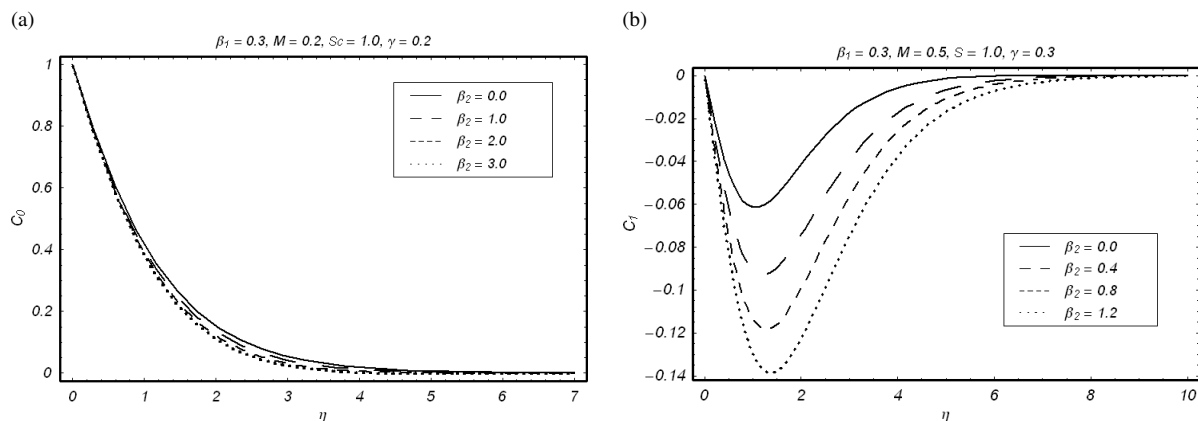 (a)
β1 = 0.3, M = 0.2, Sc = 1.0, γ = 0.2
1
0.8
0.6
0.4
0.2
0
C0
β2 = 0.0
β2 = 1.0
β2 = 2.0
β2 = 3.0
0 1 2 3 4 5 6 7
η
(b)
β1 = 0.3, M = 0.5, S = 1.0, γ = 0.3
0
−0.02
−0.04
−0.06
−0.08
−0.1
−0.12
−0.14
C1
β2 = 0.0
β2 = 0.4
β2 = 0.8
β2 = 1.2
0 2 4 6 8 10
η